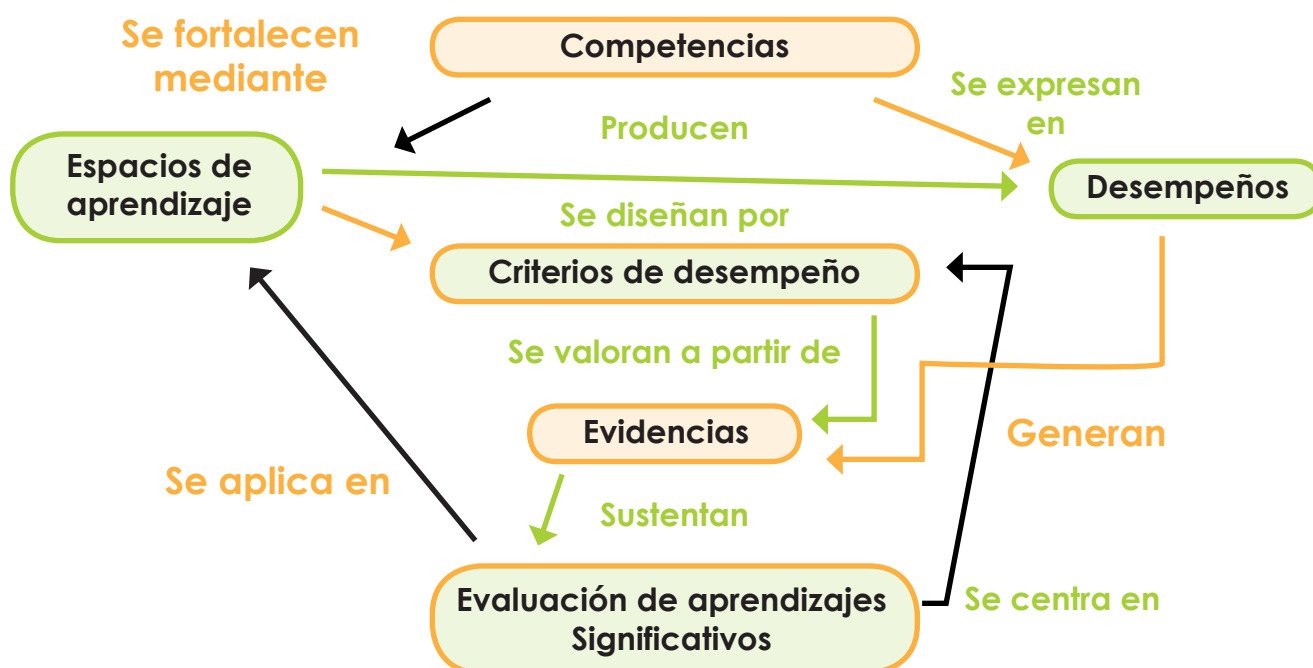 Se fortalecen
mediante
Competencias
Se expresan
en
Producen
Espacios de
aprendizaje
Desempeños
Se diseñan por
Criterios de desempeño
Se valoran a partir de
Evidencias
Generan
Se aplica en
Sustentan
Evaluación de aprendizajes
Significativos
Se centra en